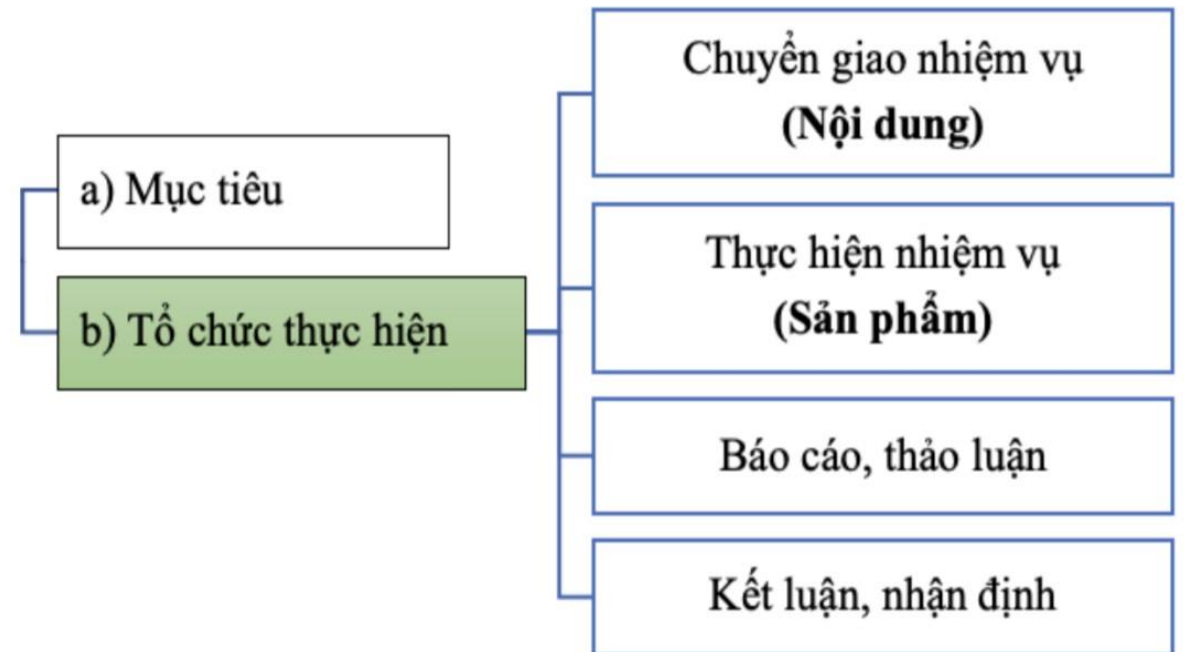 a) Mục tiêu
b) Tổ chức thực hiện
Chuyển giao nhiệm vụ
(Nội dung)
Thực hiện nhiệm vụ
(Sản phẩm)
Báo cáo, thảo luận
Kết luận, nhận định